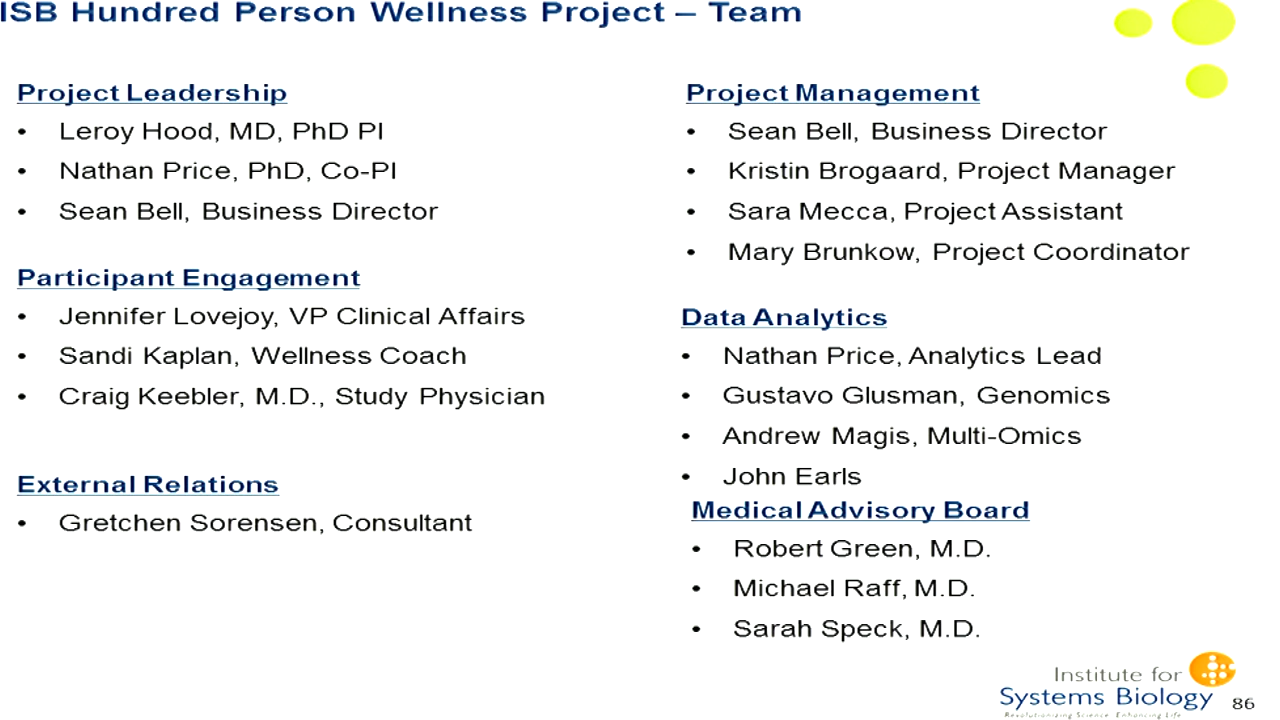 ISB Hundred Person Wellness Project – Team
Project Leadership
• Leroy Hood, MD, PhD PI
• Nathan Price, PhD, Co-PI
• Sean Bell, Business Director
Participant Engagement
• Jennifer Lovejoy, VP Clinical Affairs
• Sandi Kaplan, Wellness Coach
• Craig Keebler, M.D., Study Physician
External Relations
• Gretchen Sorensen, Consultant
Project Management
• Sean Bell, Business Director
• Kristin Brogaard, Project Manager
• Sara Mecca, Project Assistant
• Mary Brunkow, Project Coordinator
Data Analytics
• Nathan Price, Analytics Lead
• Gustavo Glusman, Genomics
• Andrew Magis, Multi-Omics
• John Earls
Medical Advisory Board
• Robert Green, M.D.
• Michael Raff, M.D.
• Sarah Speck, M.D.
Institute for
Systems Biology
Revolutionizing Science. Enhancing Life.
86